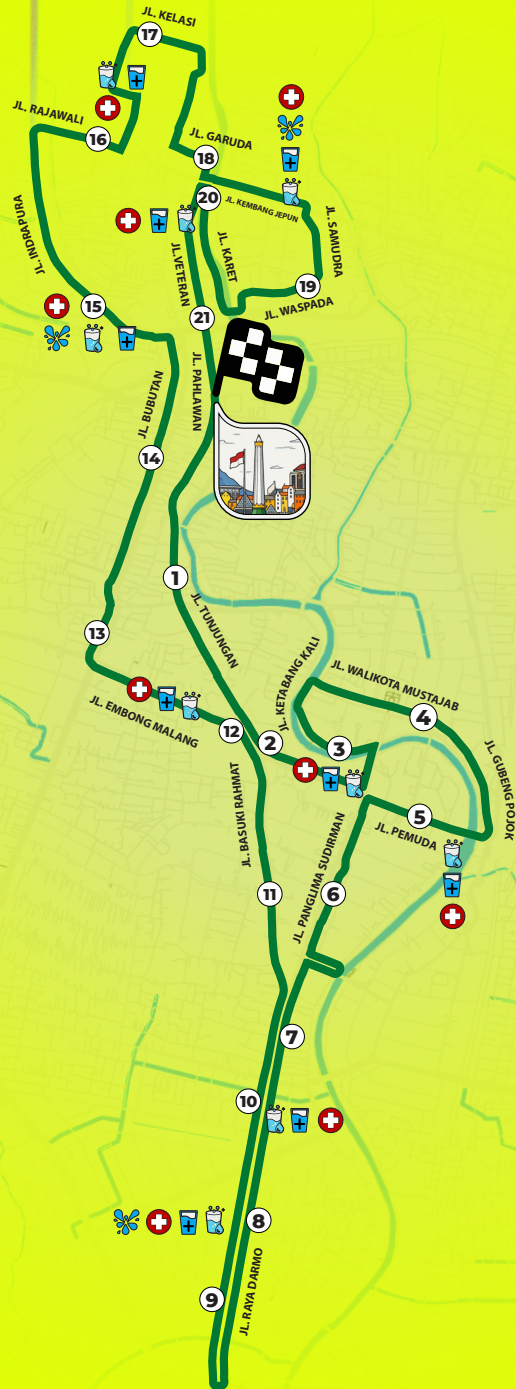 JL. KELASI
17
JL. RAJAWALI
16
JL. GARUDA
18
20
JL. KEMBANG JEPUN
JL. SAMUDRA
JL. INDRAPURA
JL. VETERAN
JL. KARET
19
JL. WASPADA
15
21
JL. PAHLAWAN
JL. BUBUTAN
14
1
JL. TUNJUNGAN
13
JL. EMBONG MALANG
12
2
JL. KETABANG KALI
3
JL. WALIKOTA MUSTAJAB
4
JL. GUBENG POJOK
5
JL. PEMUDA
JL. BASUKI RAHMAT
11
JL. PANGLIMA SUDIRMAN
6
7
10
8
9
JL. RAYA DARMO